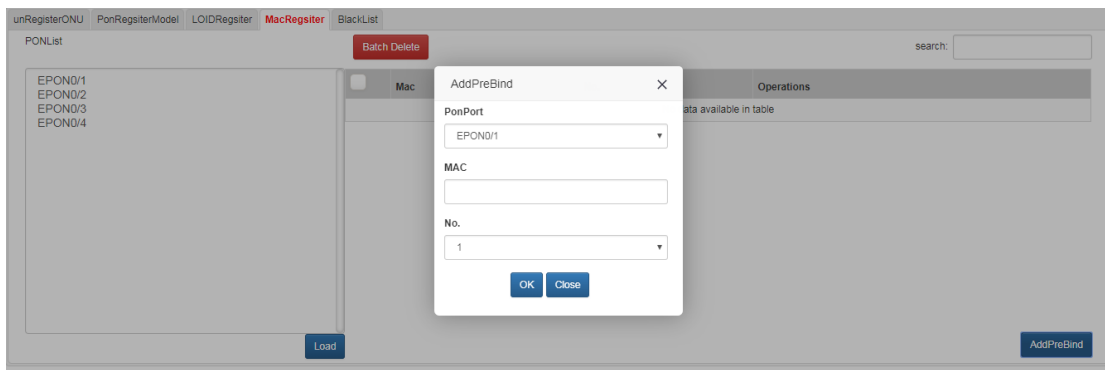 unRegisterONU PonRegsiterModel LOIDRegsiter MacRegsiter BlackList
PONList
Batch Delete
search:
EPON0/1
EPON0/2
EPON0/3
EPON0/4
Mac
Operations
ata available in table
AddPreBind
PonPort
EPON0/1
MAC
No.
1
OK Close
Load
AddPreBind